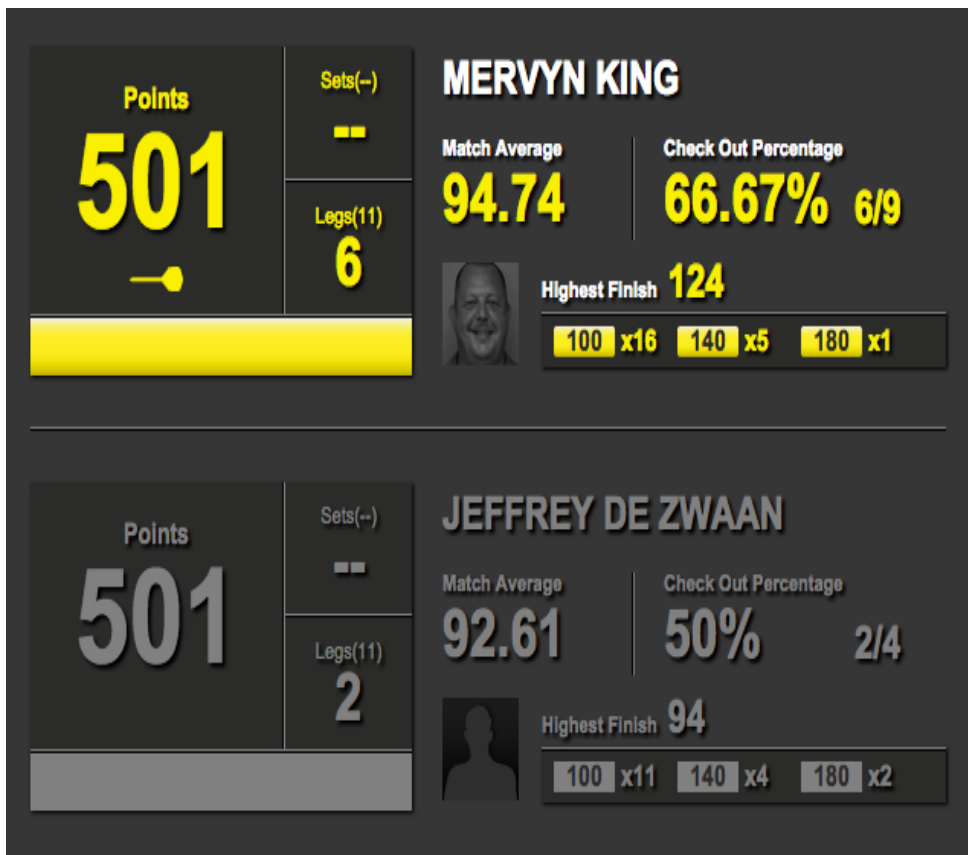 MERVYN KING
Points
501
Sets(--)
--
Legs(11)
6
Match Average
94.74
Check Out Percentage
66.67% 6/9
Highest Finish 124
100 x16 140 x5 180 x1
JEFFREY DE ZWAAN
Points
501
Sets(--)
--
Legs(11)
2
Match Average
92.61
Check Out Percentage
50% 2/4
Highest Finish 94
100 x11 140 x4 180 x2